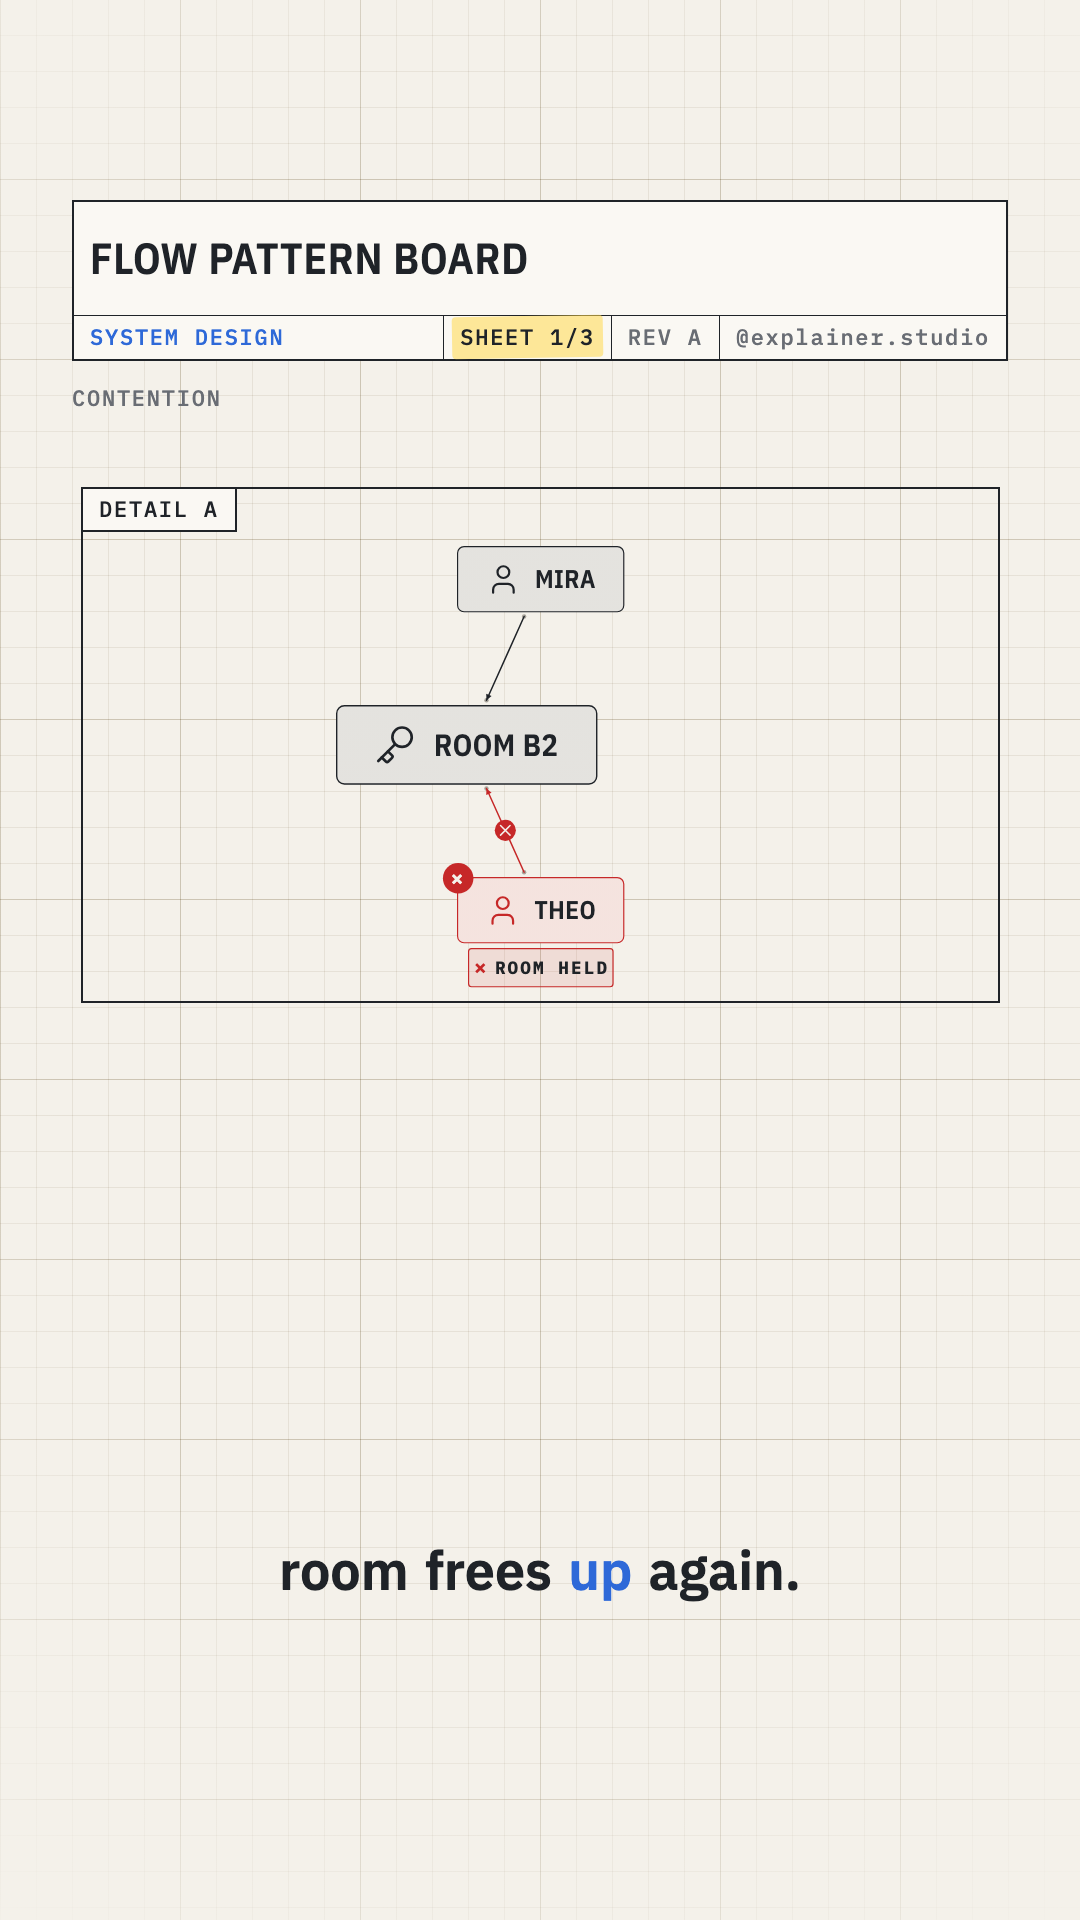 FLOW PATTERN BOARD
SYSTEM DESIGN
SHEET 1/3
REV A
@explainer.studio
CONTENTION
DETAIL A
MIRA
ROOM B2
THEO
× ROOM HELD
room frees up again.